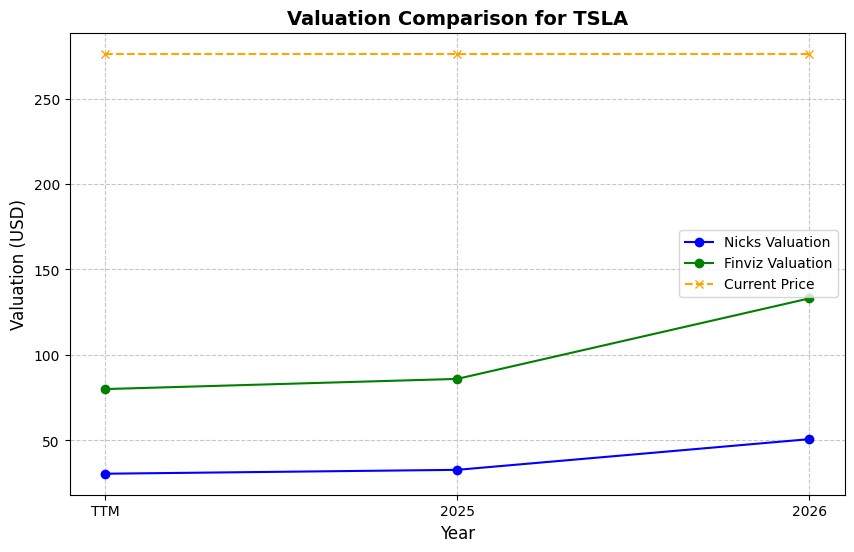 Valuation Comparison for TSLA
Valuation (USD)
250
200
150
100
50
Nicks Valuation
Finviz Valuation
Current Price
TTM
2025
2026
Year